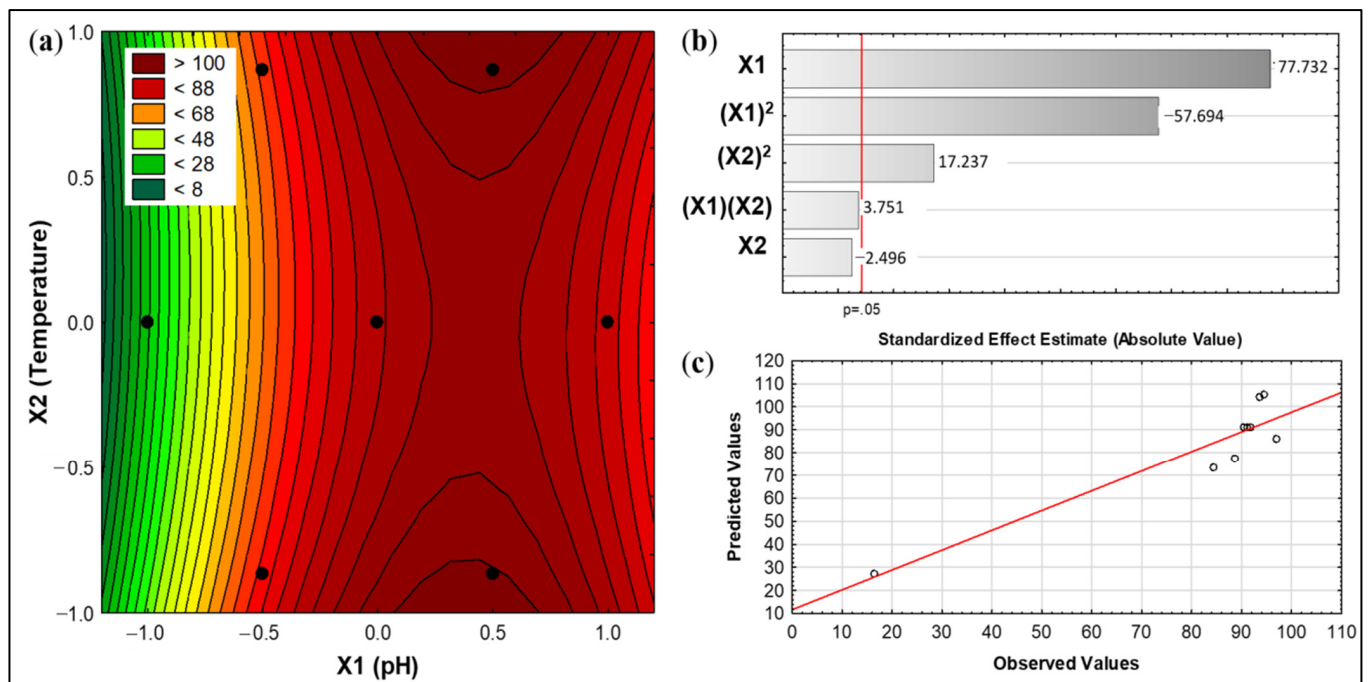 (a)
> 100
< 88
< 68
< 48
< 28
< 8
1.0
0.5
0.0
−0.5
−1.0
X2 (Temperature)
−1.0 −0.5 0.0 0.5 1.0
X1 (pH)
(b)
X1
77.732
(X1)²
−57.694
(X2)²
17.237
(X1)(X2)
3.751
X2
−2.496
p=.05
Standardized Effect Estimate (Absolute Value)
(c)
120
110
100
90
80
70
60
50
40
30
20
10
Predicted Values
0 10 20 30 40 50 60 70 80 90 100 110
Observed Values